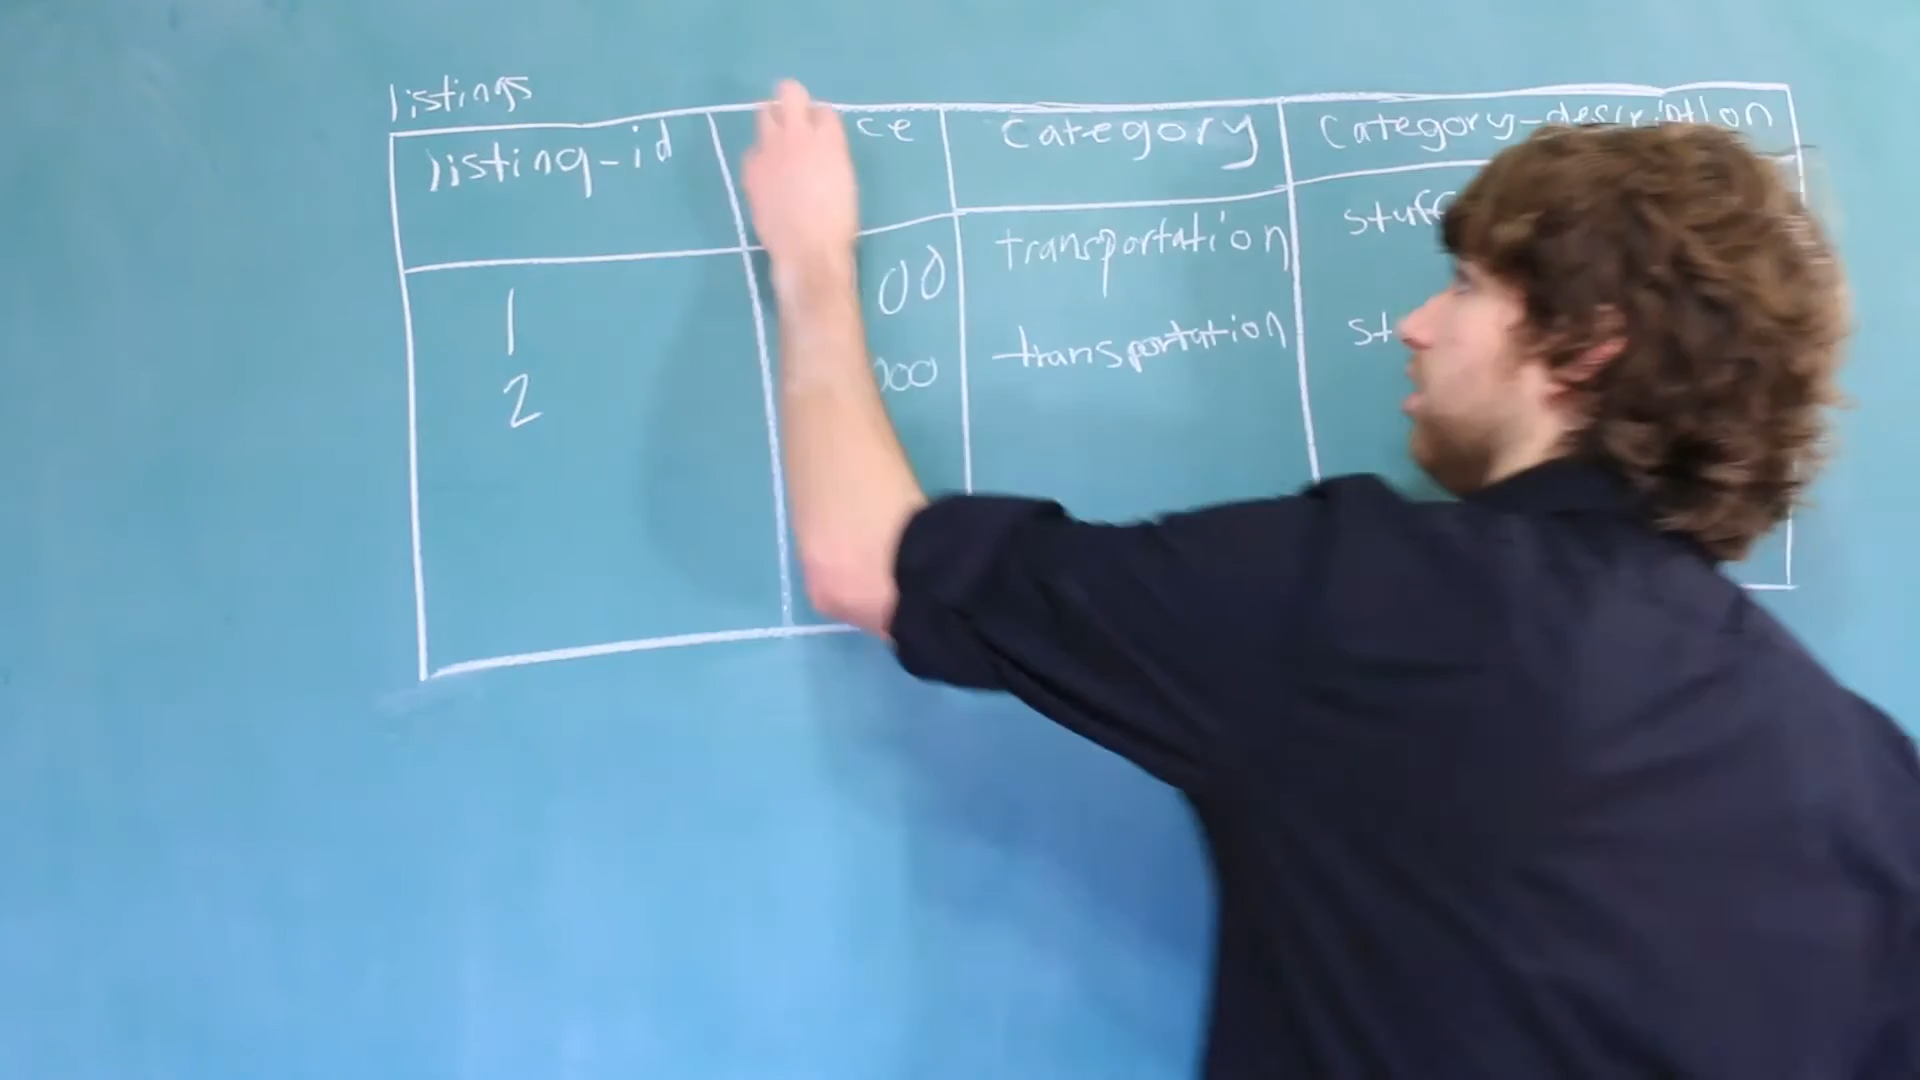 listings
listing-id ce category category-description
1 00 transportation stuff
2 000 transportation st